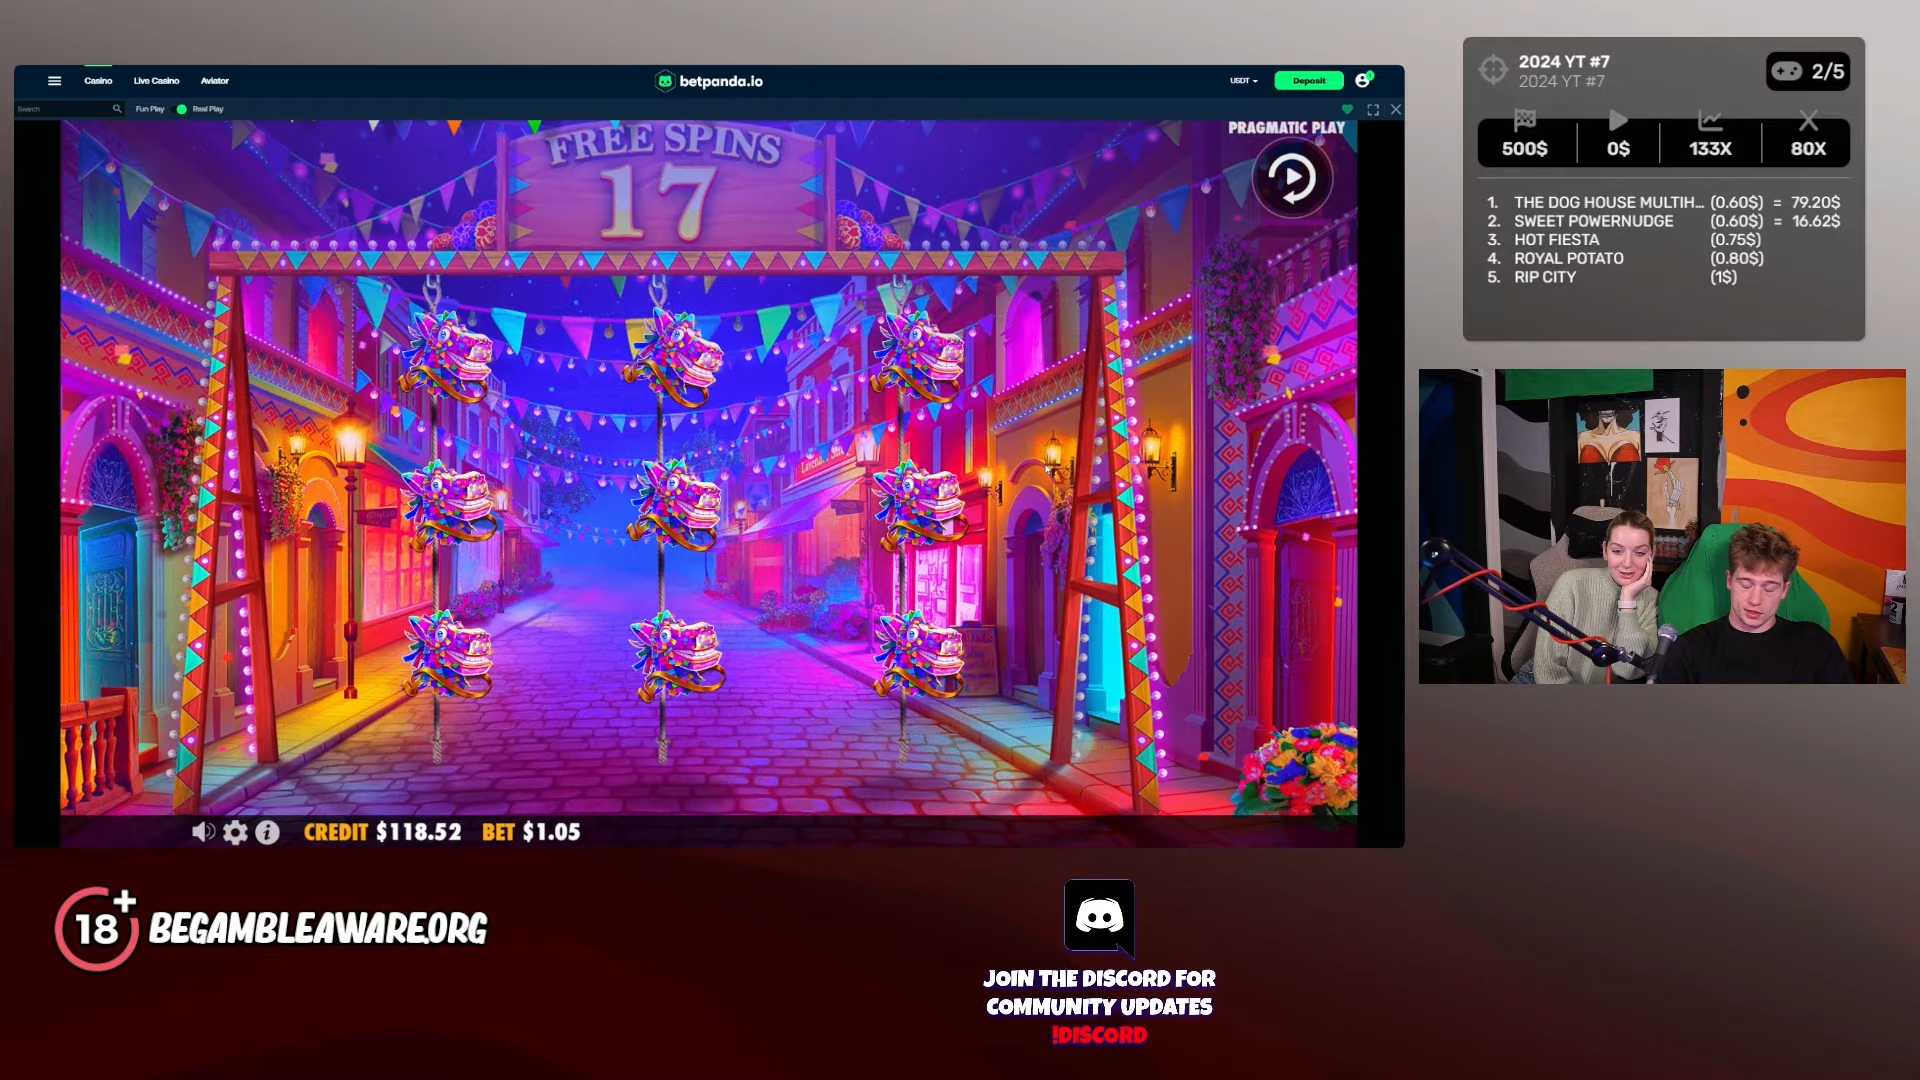 Casino Live Casino Aviator
betpanda.io
USDT Deposit
Search Fun Play Real Play
FREE SPINS
17
PRAGMATIC PLAY
CREDIT $118.52 BET $1.05
2024 YT #7
2024 YT #7
2/5
500$ 0$ 133X 80X
1. THE DOG HOUSE MULTIH... (0.60$) = 79.20$
2. SWEET POWERNUDGE (0.60$) = 16.62$
3. HOT FIESTA (0.75$)
4. ROYAL POTATO (0.80$)
5. RIP CITY (1$)
18+ BEGAMBLEAWARE.ORG
JOIN THE DISCORD FOR
COMMUNITY UPDATES
!DISCORD